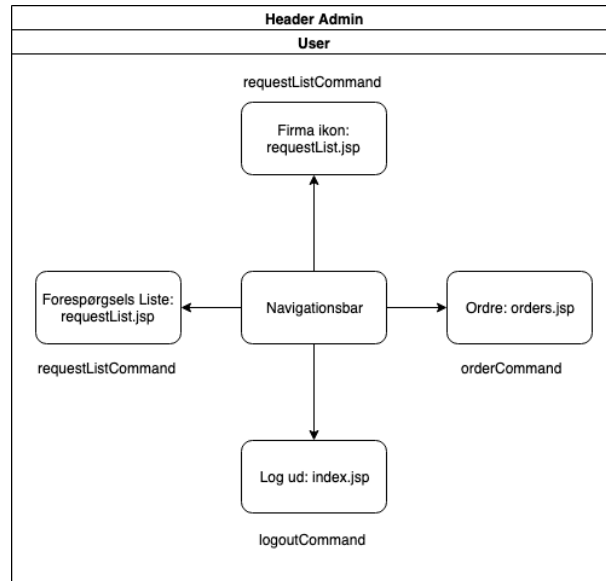 Header Admin
User
requestListCommand
Firma ikon:
requestList.jsp
Forespørgsels Liste:
requestList.jsp
Navigationsbar
Ordre: orders.jsp
requestListCommand
orderCommand
Log ud: index.jsp
logoutCommand